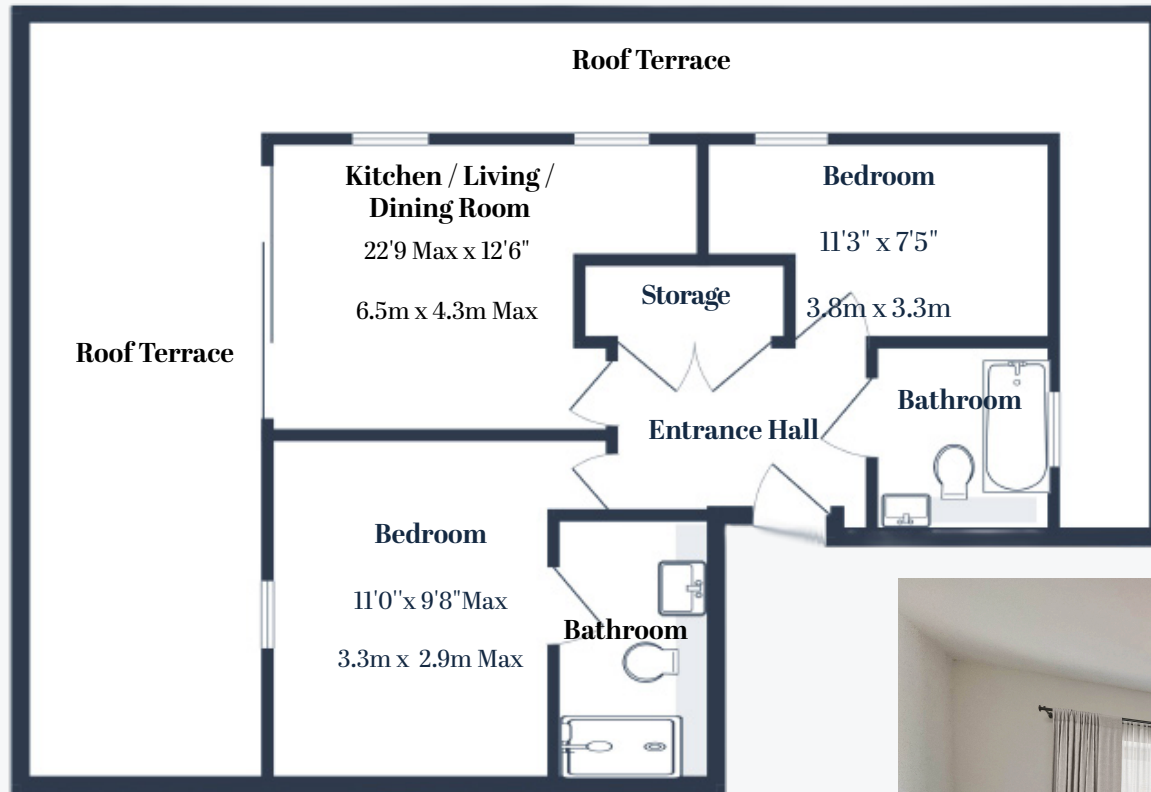 Roof Terrace
Kitchen / Living /
Dining Room
22'9 Max x 12'6"
6.5m x 4.3m Max
Bedroom
11'3" x 7'5"
3.8m x 3.3m
Storage
Roof Terrace
Bathroom
Entrance Hall
Bedroom
11'0''x 9'8"Max
3.3m x 2.9m Max
Bathroom